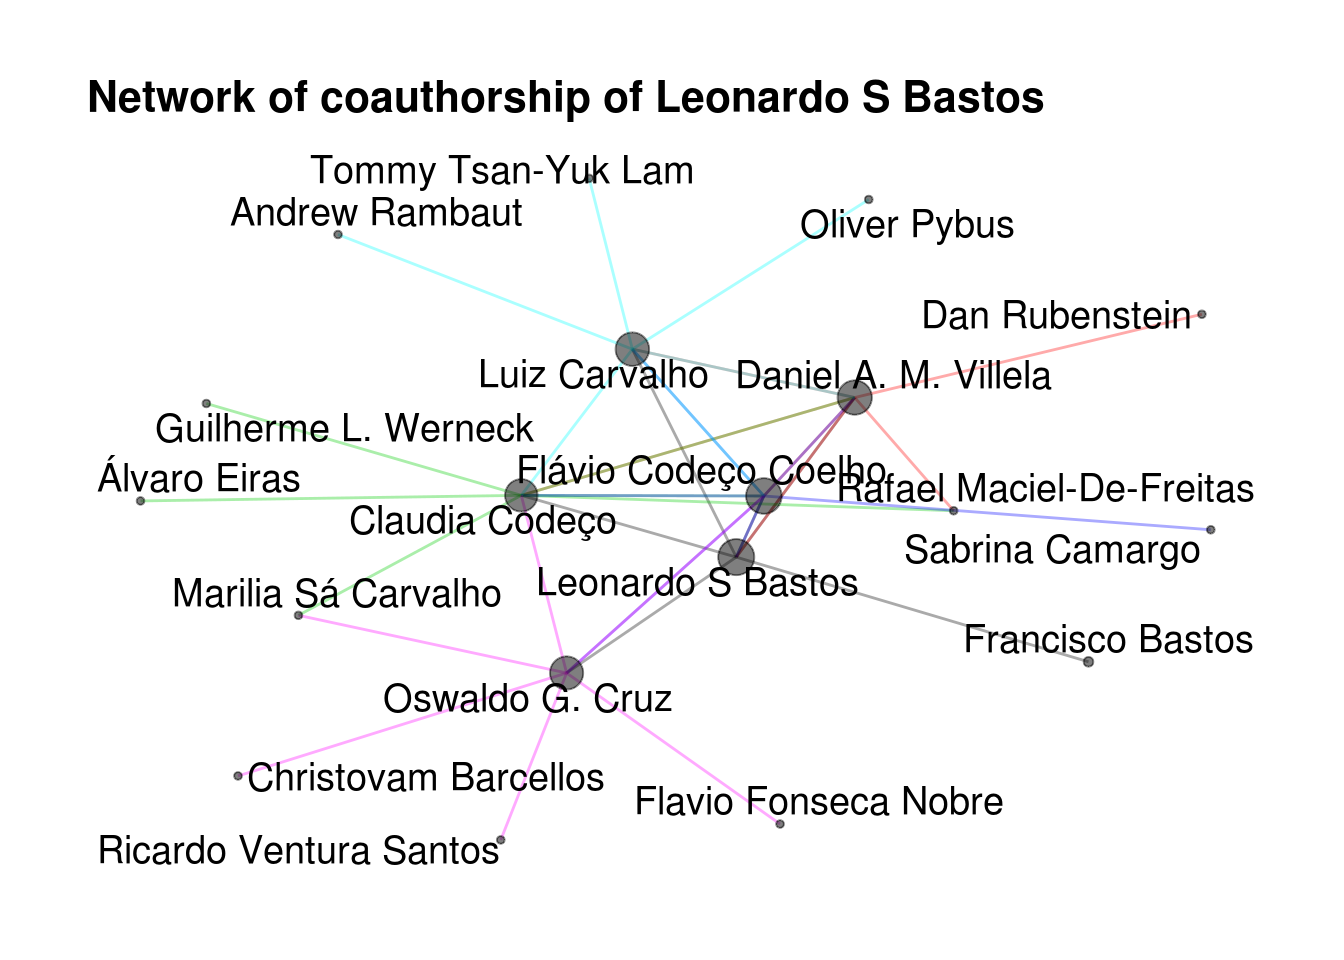 Network of coauthorship of Leonardo S Bastos
Tommy Tsan-Yuk Lam
Andrew Rambaut
Oliver Pybus
Dan Rubenstein
Luiz Carvalho
Daniel A. M. Villela
Guilherme L. Werneck
Flávio Codeço Coelho
Álvaro Eiras
Rafael Maciel-De-Freitas
Claudia Codeço
Sabrina Camargo
Leonardo S Bastos
Marilia Sá Carvalho
Francisco Bastos
Oswaldo G. Cruz
Christovam Barcellos
Flavio Fonseca Nobre
Ricardo Ventura Santos